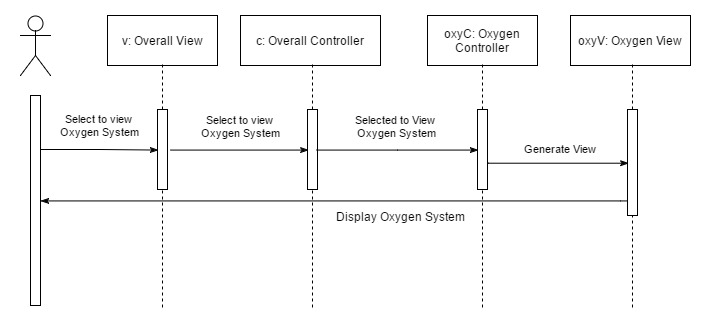 v: Overall View
c: Overall Controller
oxyC: Oxygen
Controller
oxyV: Oxygen View
Select to view
Oxygen System
Select to view
Oxygen System
Selected to View
Oxygen System
Generate View
Display Oxygen System